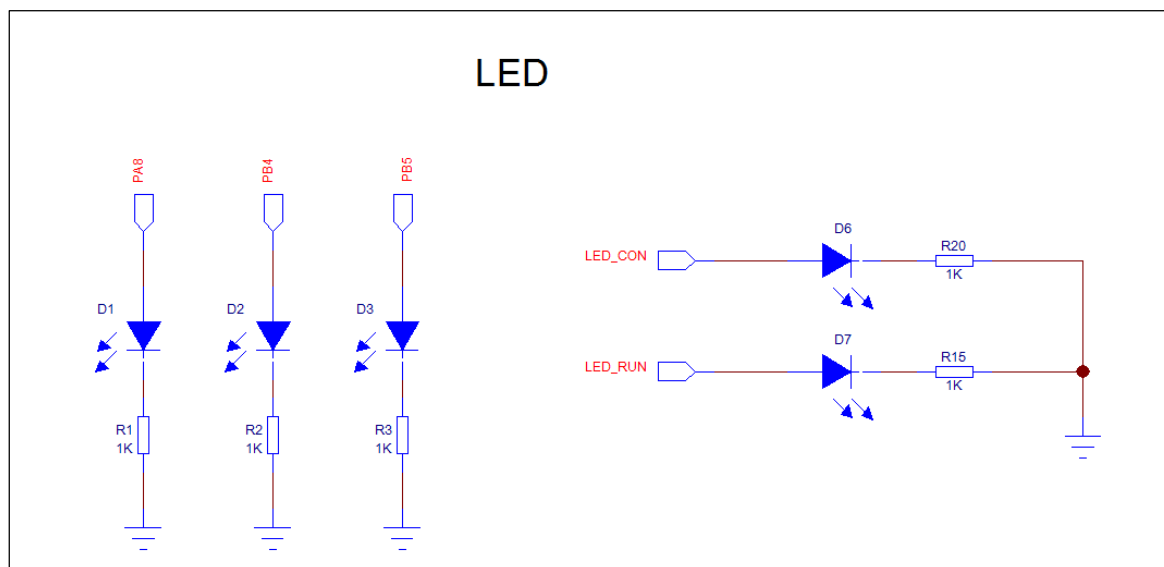 LED
PA8
PB4
PB5
D1
D2
D3
R1
1K
R2
1K
R3
1K
LED_CON
D6
R20
1K
LED_RUN
D7
R15
1K